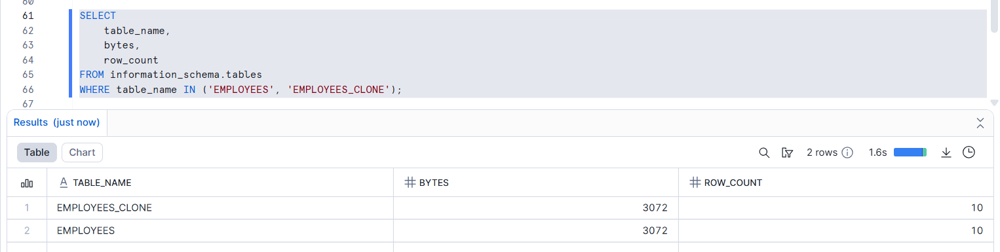 60
61 SELECT
62 table_name,
63 bytes,
64 row_count
65 FROM information_schema.tables
66 WHERE table_name IN ('EMPLOYEES', 'EMPLOYEES_CLONE');
67
Results (just now)
Table Chart 2 rows 1.6s
A TABLE_NAME # BYTES # ROW_COUNT
1 EMPLOYEES_CLONE 3072 10
2 EMPLOYEES 3072 10